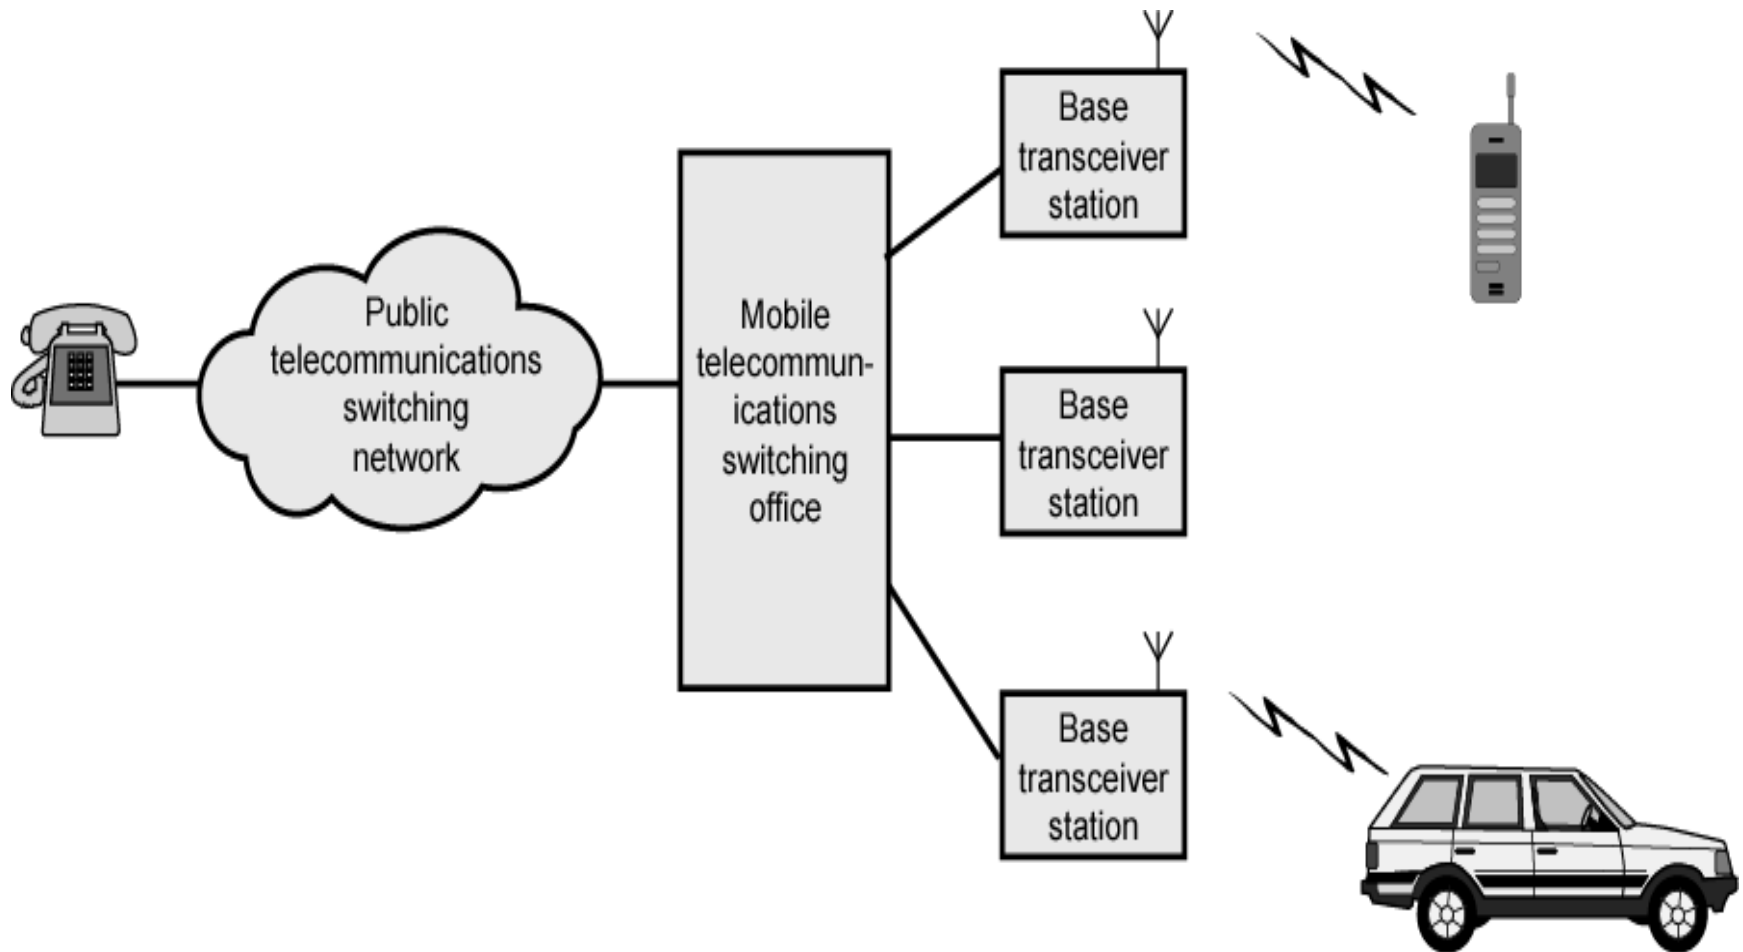 Public
telecommunications
switching
network
Mobile
telecommun-
ications
switching
office
Base
transceiver
station
Base
transceiver
station
Base
transceiver
station